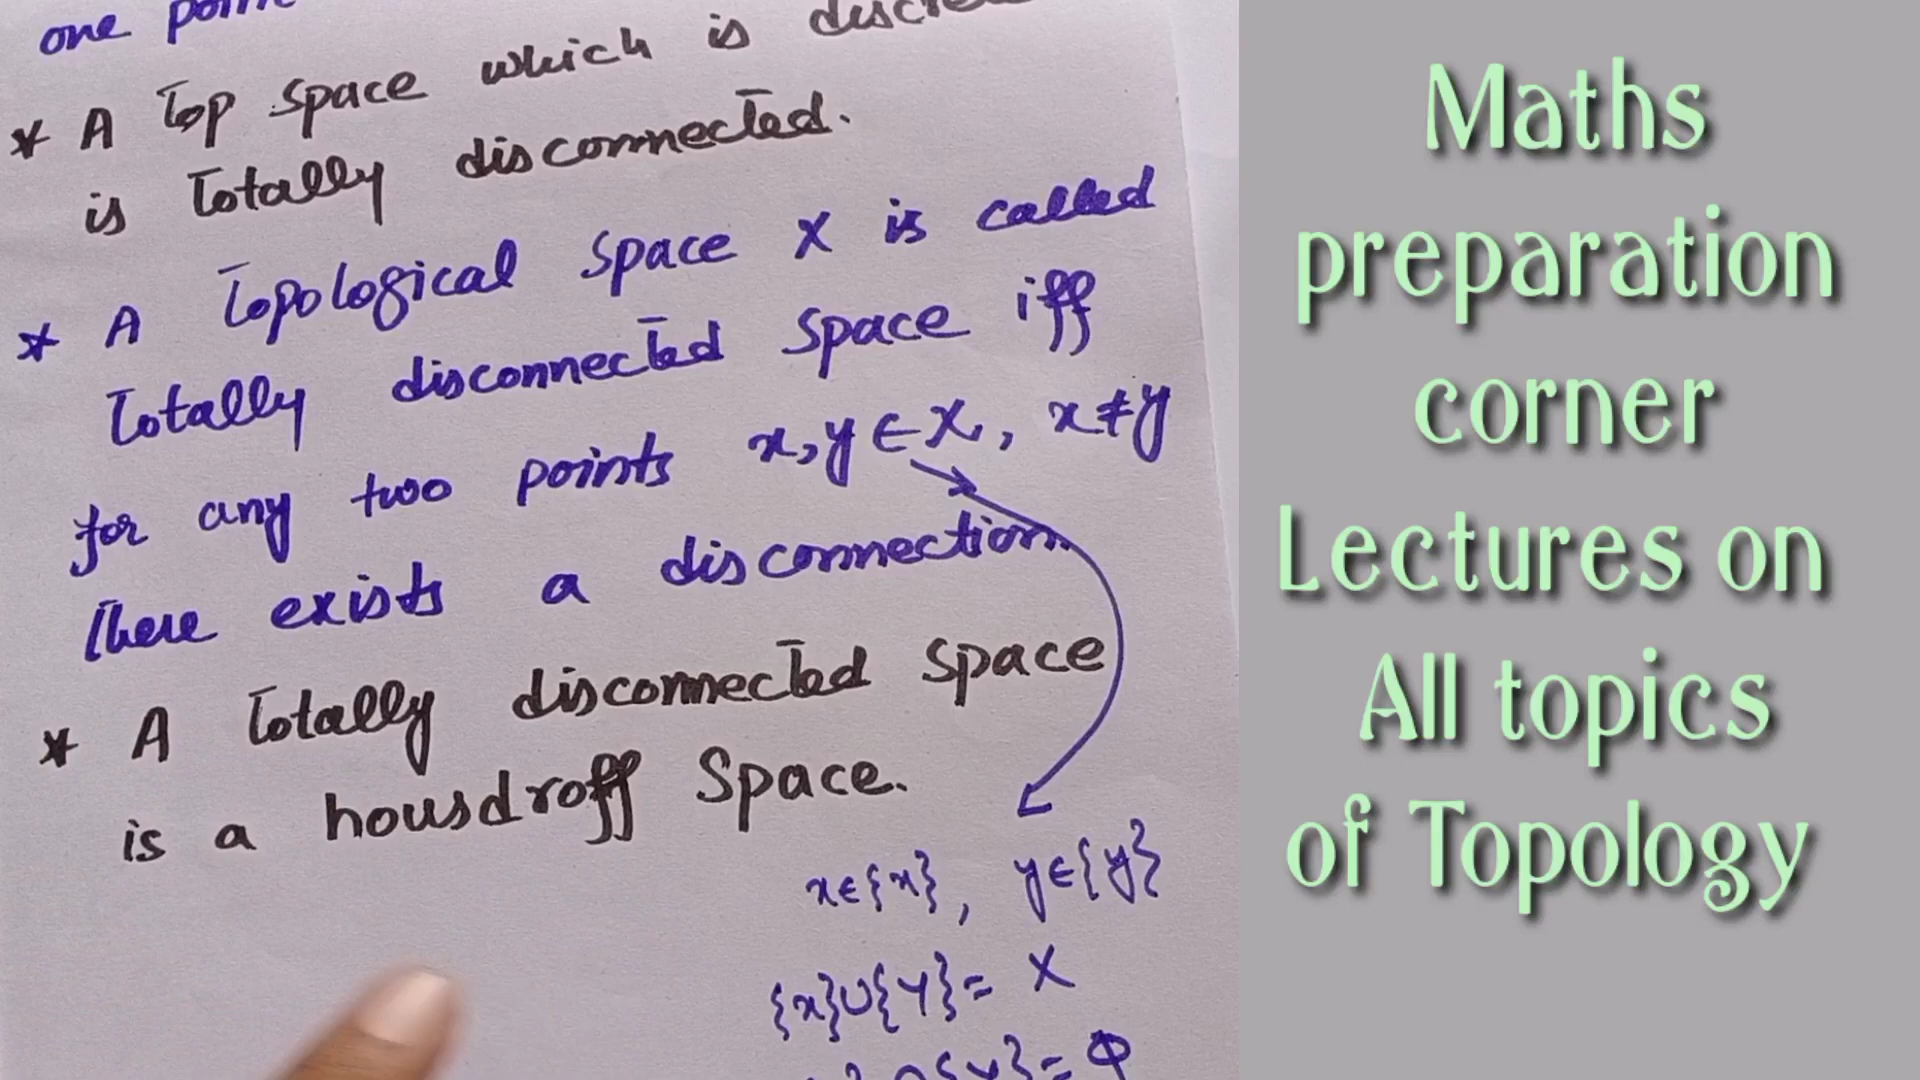 one point
* A Top space which is discre
is Totally disconnected.
* A Topological space X is called
Totally disconnected space iff
for any two points x, y ∈ X, x ≠ y
there exists a disconnection.
* A Totally disconnected space
is a housdroff Space.
x∈{x}, y∈{y}
{x}∪{y}= X
∩{y}= Φ
Maths
preparation
corner
Lectures on
All topics
of Topology